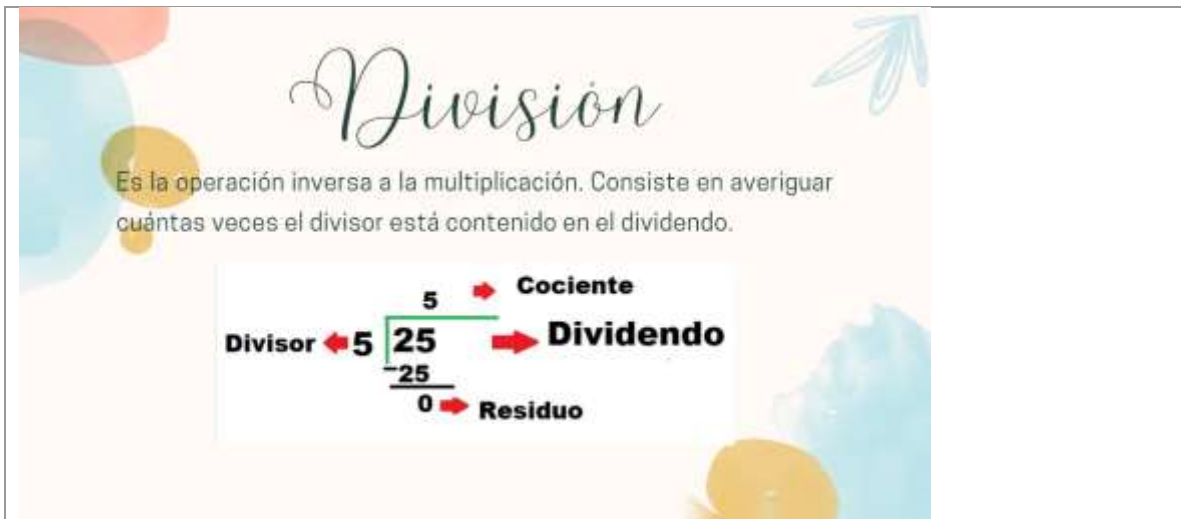 División
Es la operación inversa a la multiplicación. Consiste en averiguar
cuántas veces el divisor está contenido en el dividendo.
5 Cociente
Divisor 5 25 Dividendo
-25
0 Residuo